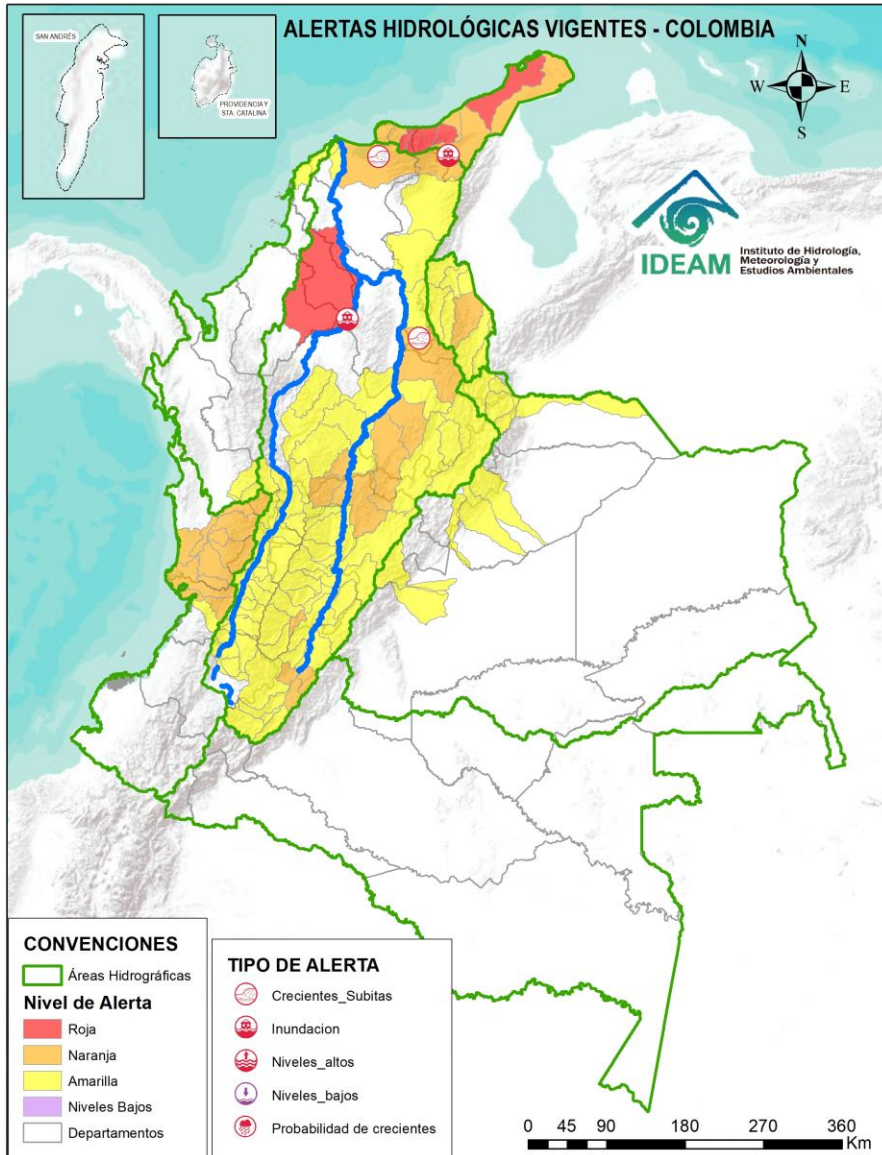 ALERTAS HIDROLÓGICAS VIGENTES - COLOMBIA
SAN ANDRÉS
PROVIDENCIA Y
STA. CATALINA
N
W
E
S
IDEAM
Instituto de Hidrología,
Meteorología y
Estudios Ambientales
CONVENCIONES
Áreas Hidrográficas
Nivel de Alerta
Roja
Naranja
Amarilla
Niveles Bajos
Departamentos
TIPO DE ALERTA
Crecientes_Subitas
Inundacion
Niveles_altos
Niveles_bajos
Probabilidad de crecientes
0 45 90 180 270 360
Km